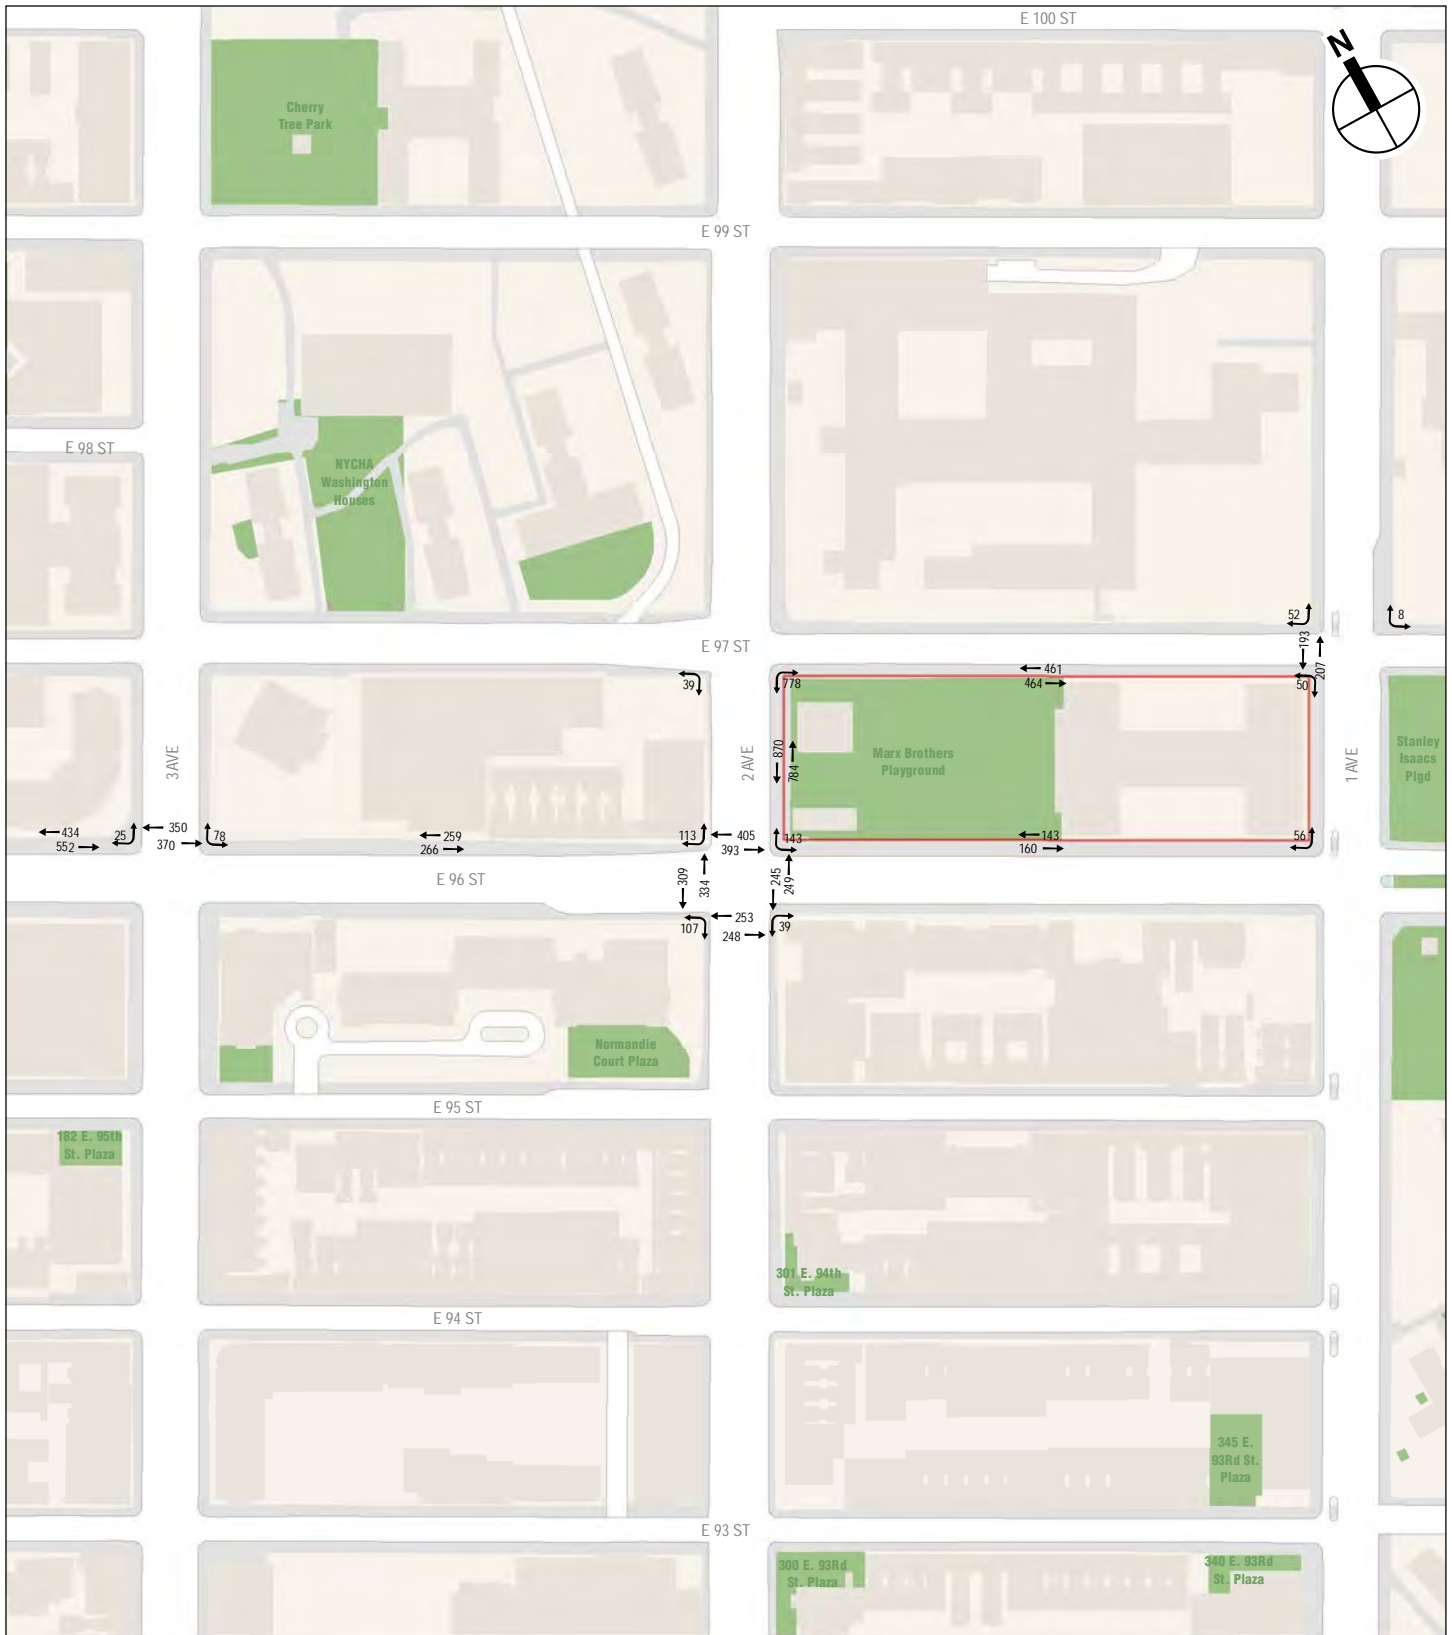 E 100 ST
N
Cherry
Tree Park
E 99 ST
E 98 ST
NYCHA
Washington
Houses
52
8
193
207
E 97 ST
39
778
461
464
50
3 AVE
2 AVE
870
784
Marx Brothers
Playground
1 AVE
Stanley
Isaacs
Plgd
434
552
25
350
370
78
259
266
113
405
393
143
143
160
56
E 96 ST
309
334
245
249
107
253
248
39
Normandie
Court Plaza
E 95 ST
182 E. 95th
St. Plaza
301 E. 94th
St. Plaza
E 94 ST
345 E.
93Rd St.
Plaza
E 93 ST
300 E. 93Rd
St. Plaza
340 E. 93Rd
St. Plaza